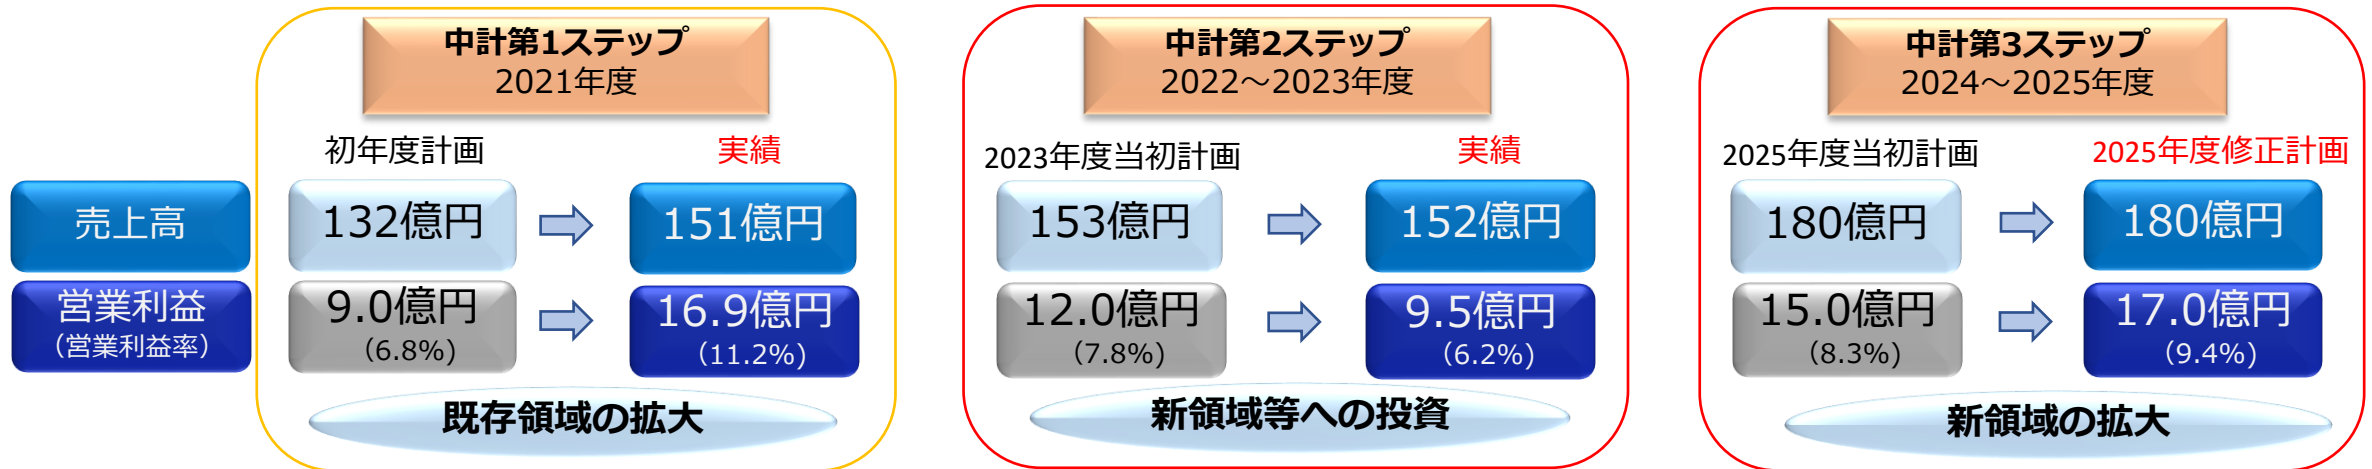 中計第1ステップ
2021年度
中計第2ステップ
2022～2023年度
中計第3ステップ
2024～2025年度
初年度計画
実績
2023年度当初計画
実績
2025年度当初計画
2025年度修正計画
売上高
132億円
151億円
153億円
152億円
180億円
180億円
営業利益
（営業利益率）
9.0億円
（6.8%）
16.9億円
（11.2%）
12.0億円
（7.8%）
9.5億円
（6.2%）
15.0億円
（8.3%）
17.0億円
（9.4%）
既存領域の拡大
新領域等への投資
新領域の拡大